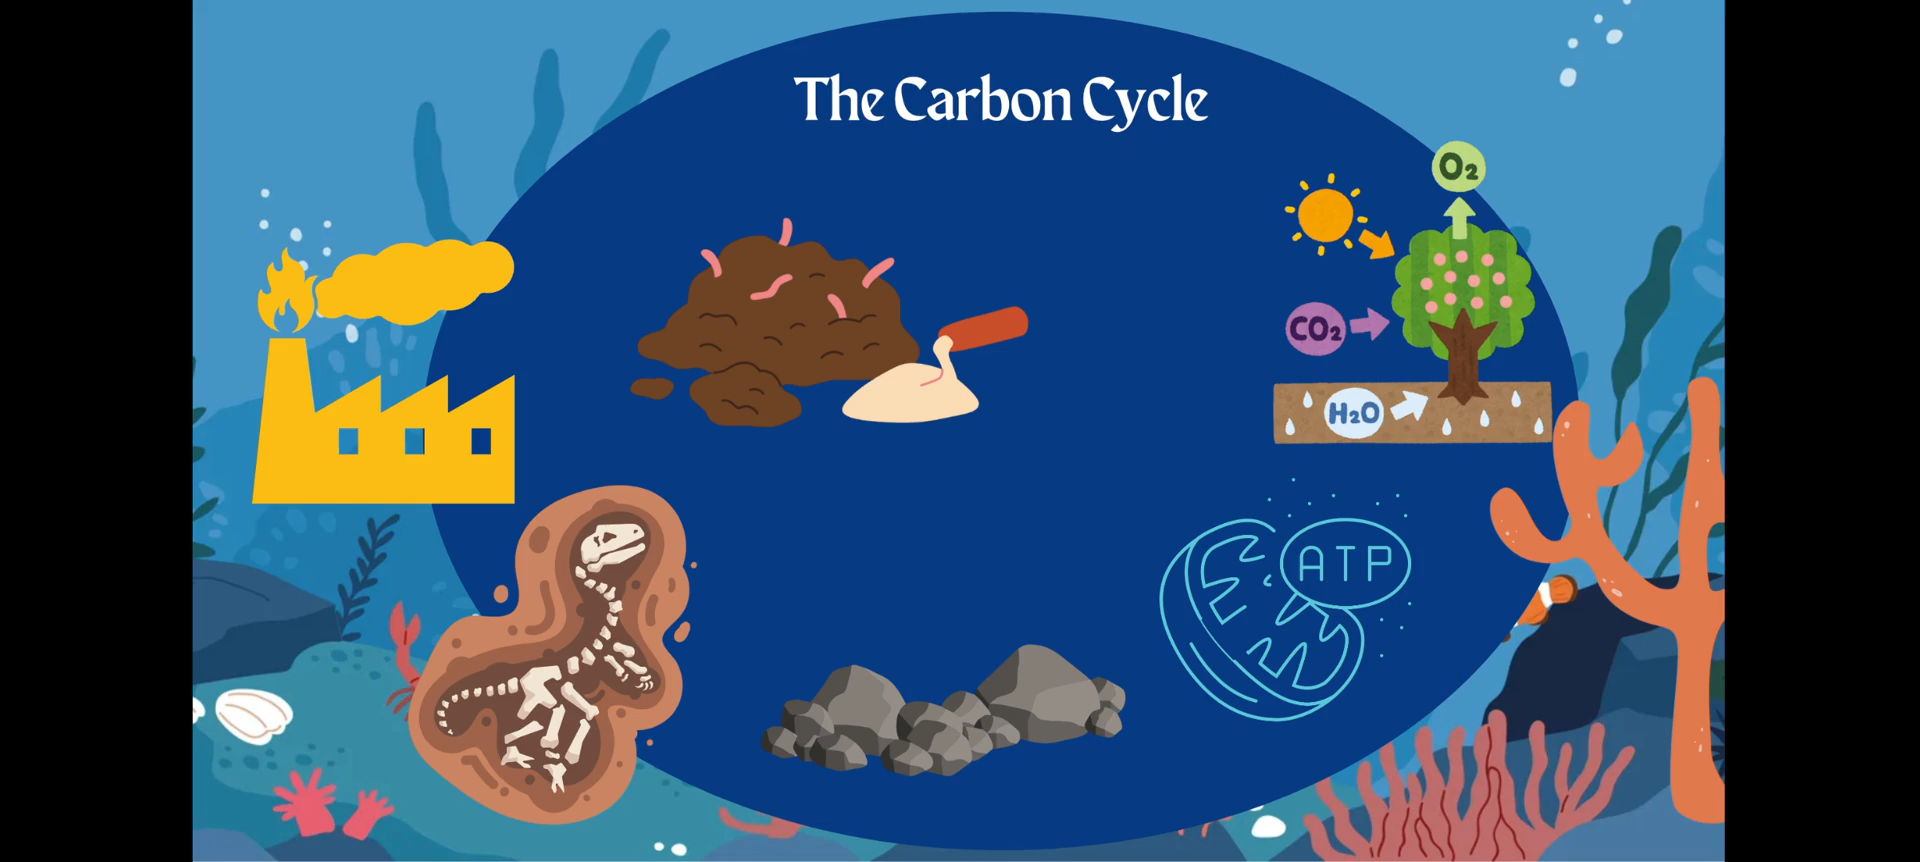 The Carbon Cycle
O₂
CO₂
H₂O
ATP